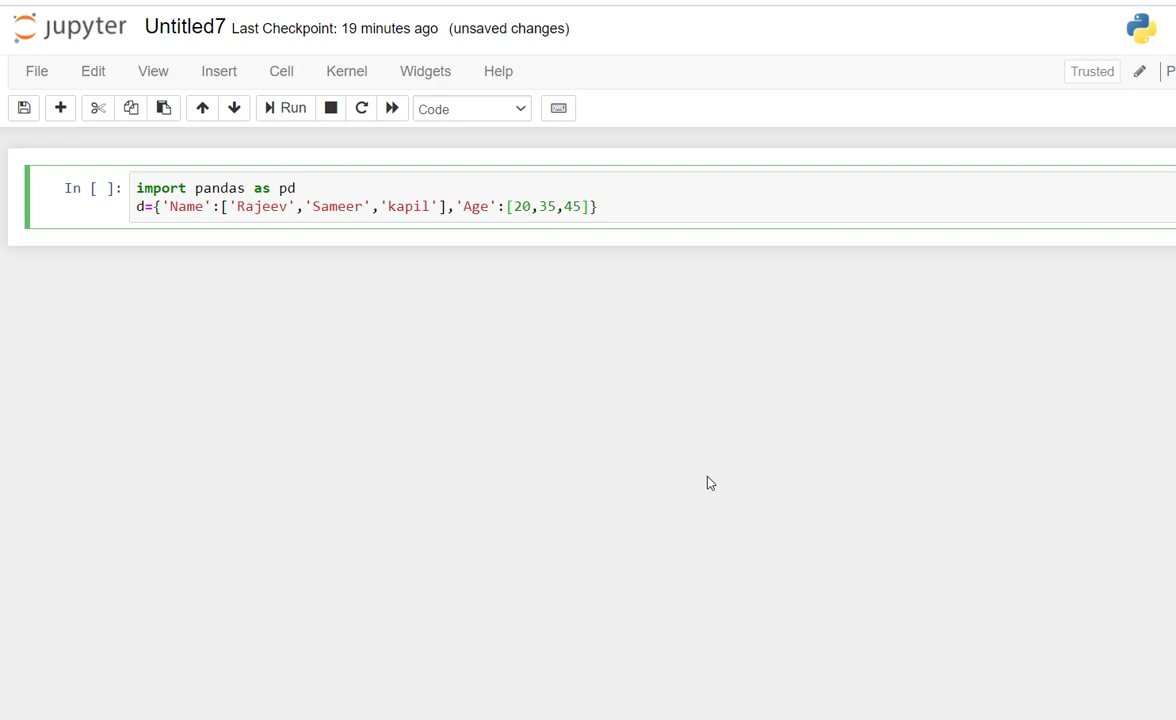 jupyter Untitled7 Last Checkpoint: 19 minutes ago (unsaved changes)
File Edit View Insert Cell Kernel Widgets Help Trusted P
Run Code
In [ ]: import pandas as pd
d={'Name':['Rajeev','Sameer','kapil'],'Age':[20,35,45]}